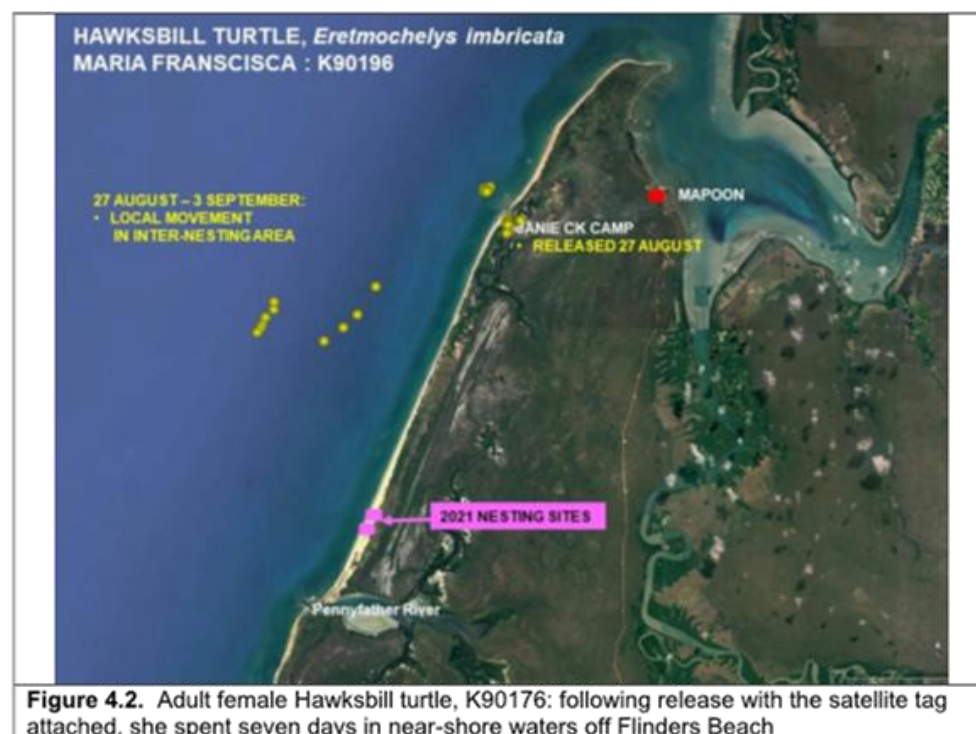 HAWKSBILL TURTLE, Eretmochelys imbricata
MARIA FRANSCISCA : K90196
27 AUGUST – 3 SEPTEMBER:
• LOCAL MOVEMENT
IN INTER-NESTING AREA
MAPOON
JANIE CK CAMP
• RELEASED 27 AUGUST
2021 NESTING SITES
Pennyfather River
Figure 4.2. Adult female Hawksbill turtle, K90176: following release with the satellite tag
attached, she spent seven days in near-shore waters off Flinders Beach